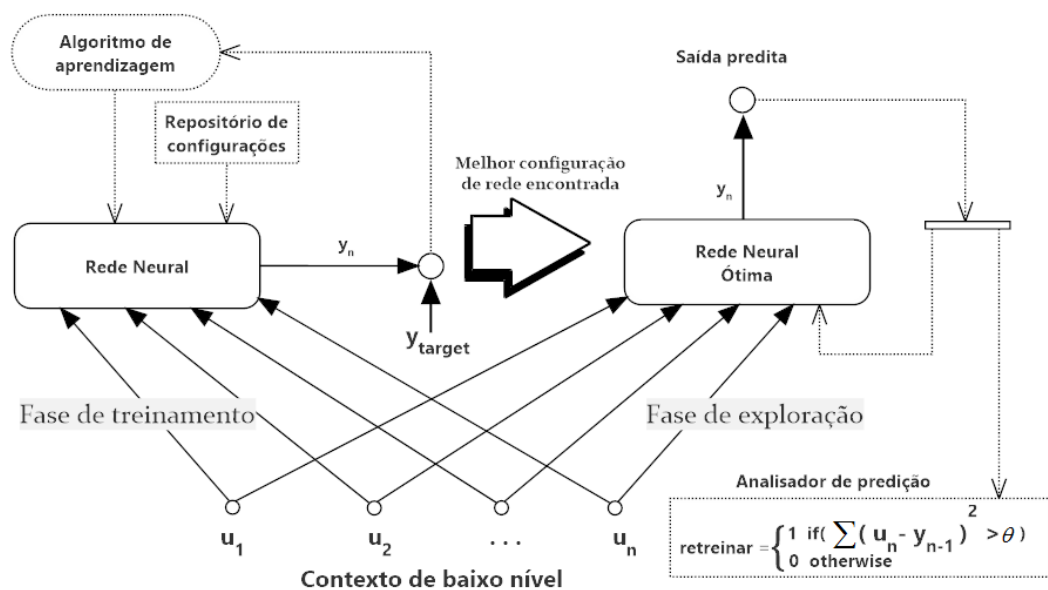 Algoritmo de
aprendizagem
Repositório de
configurações
Rede Neural
yn
ytarget
Melhor configuração
de rede encontrada
Saída predita
yn
Rede Neural
Ótima
Fase de treinamento
Fase de exploração
u1
u2
...
un
Contexto de baixo nível
Analisador de predição
retreinar = { 1 if( ∑( un - yn-1 )² > θ )
0 otherwise